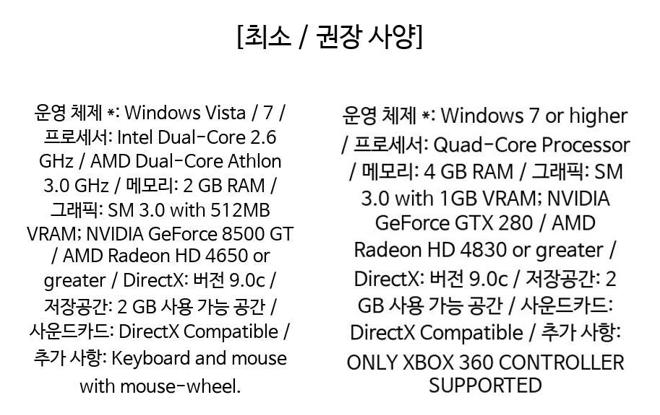 [최소 / 권장 사양]
운영 체제 *: Windows Vista / 7 /
프로세서: Intel Dual-Core 2.6
GHz / AMD Dual-Core Athlon
3.0 GHz / 메모리: 2 GB RAM /
그래픽: SM 3.0 with 512MB
VRAM; NVIDIA GeForce 8500 GT
/ AMD Radeon HD 4650 or
greater / DirectX: 버전 9.0c /
저장공간: 2 GB 사용 가능 공간 /
사운드카드: DirectX Compatible /
추가 사항: Keyboard and mouse
with mouse-wheel.
운영 체제 *: Windows 7 or higher
/ 프로세서: Quad-Core Processor
/ 메모리: 4 GB RAM / 그래픽: SM
3.0 with 1GB VRAM; NVIDIA
GeForce GTX 280 / AMD
Radeon HD 4830 or greater /
DirectX: 버전 9.0c / 저장공간: 2
GB 사용 가능 공간 / 사운드카드:
DirectX Compatible / 추가 사항:
ONLY XBOX 360 CONTROLLER
SUPPORTED